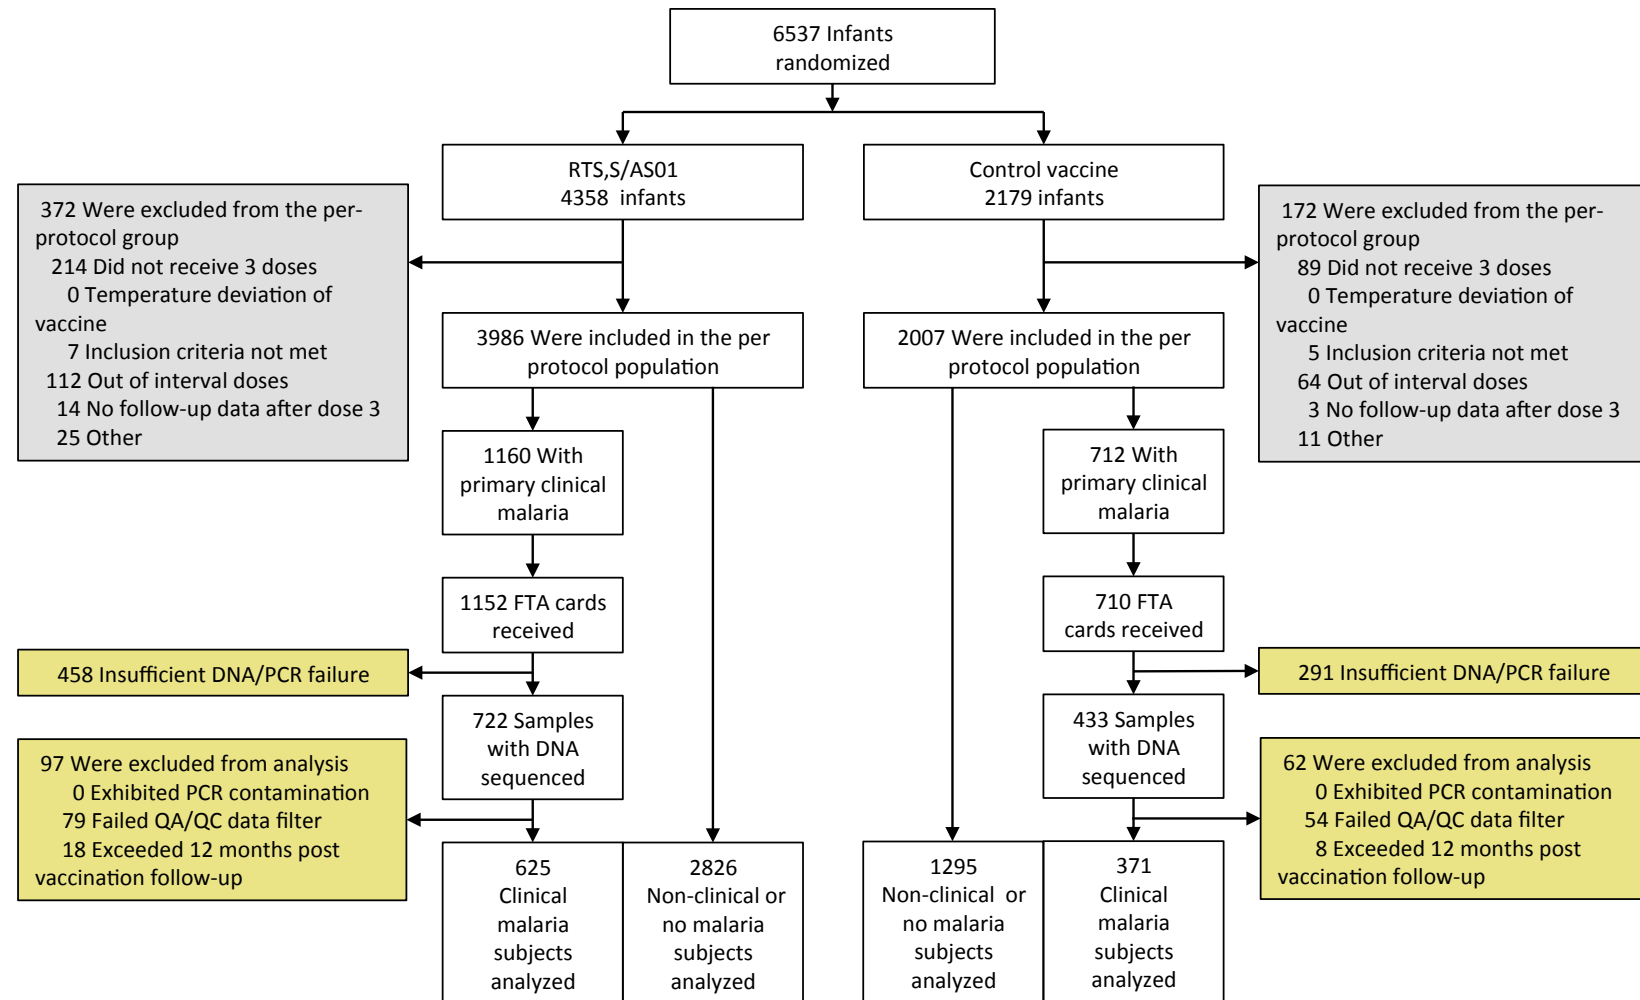 6537 Infants
randomized
RTS,S/AS01
4358 infants
Control vaccine
2179 infants
372 Were excluded from the per-
protocol group
214 Did not receive 3 doses
0 Temperature deviation of
vaccine
7 Inclusion criteria not met
112 Out of interval doses
14 No follow-up data after dose 3
25 Other
172 Were excluded from the per-
protocol group
89 Did not receive 3 doses
0 Temperature deviation of
vaccine
5 Inclusion criteria not met
64 Out of interval doses
3 No follow-up data after dose 3
11 Other
3986 Were included in the per
protocol population
2007 Were included in the per
protocol population
1160 With
primary clinical
malaria
712 With
primary clinical
malaria
1152 FTA cards
received
710 FTA
cards received
458 Insufficient DNA/PCR failure
291 Insufficient DNA/PCR failure
722 Samples
with DNA
sequenced
433 Samples
with DNA
sequenced
97 Were excluded from analysis
0 Exhibited PCR contamination
79 Failed QA/QC data filter
18 Exceeded 12 months post
vaccination follow-up
62 Were excluded from analysis
0 Exhibited PCR contamination
54 Failed QA/QC data filter
8 Exceeded 12 months post
vaccination follow-up
625
Clinical
malaria
subjects
analyzed
2826
Non-clinical or
no malaria
subjects
analyzed
1295
Non-clinical or
no malaria
subjects
analyzed
371
Clinical
malaria
subjects
analyzed